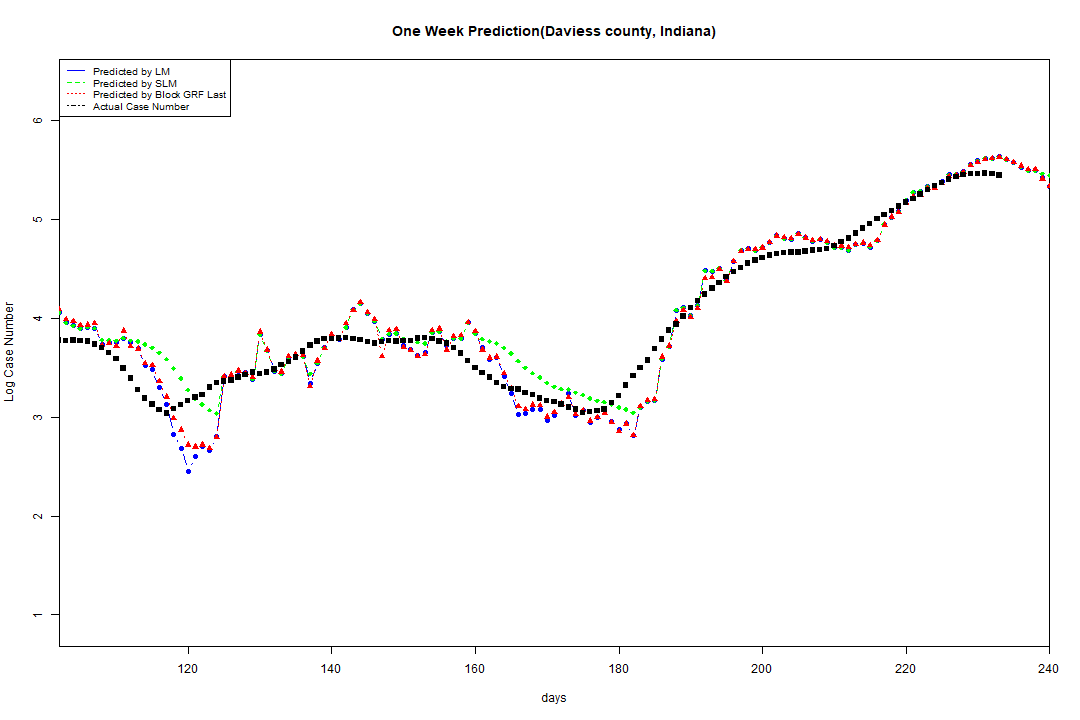 One Week Prediction(Daviess county, Indiana)
Predicted by LM
Predicted by SLM
Predicted by Block GRF Last
Actual Case Number
Log Case Number
6
5
4
3
2
1
120 140 160 180 200 220 240
days